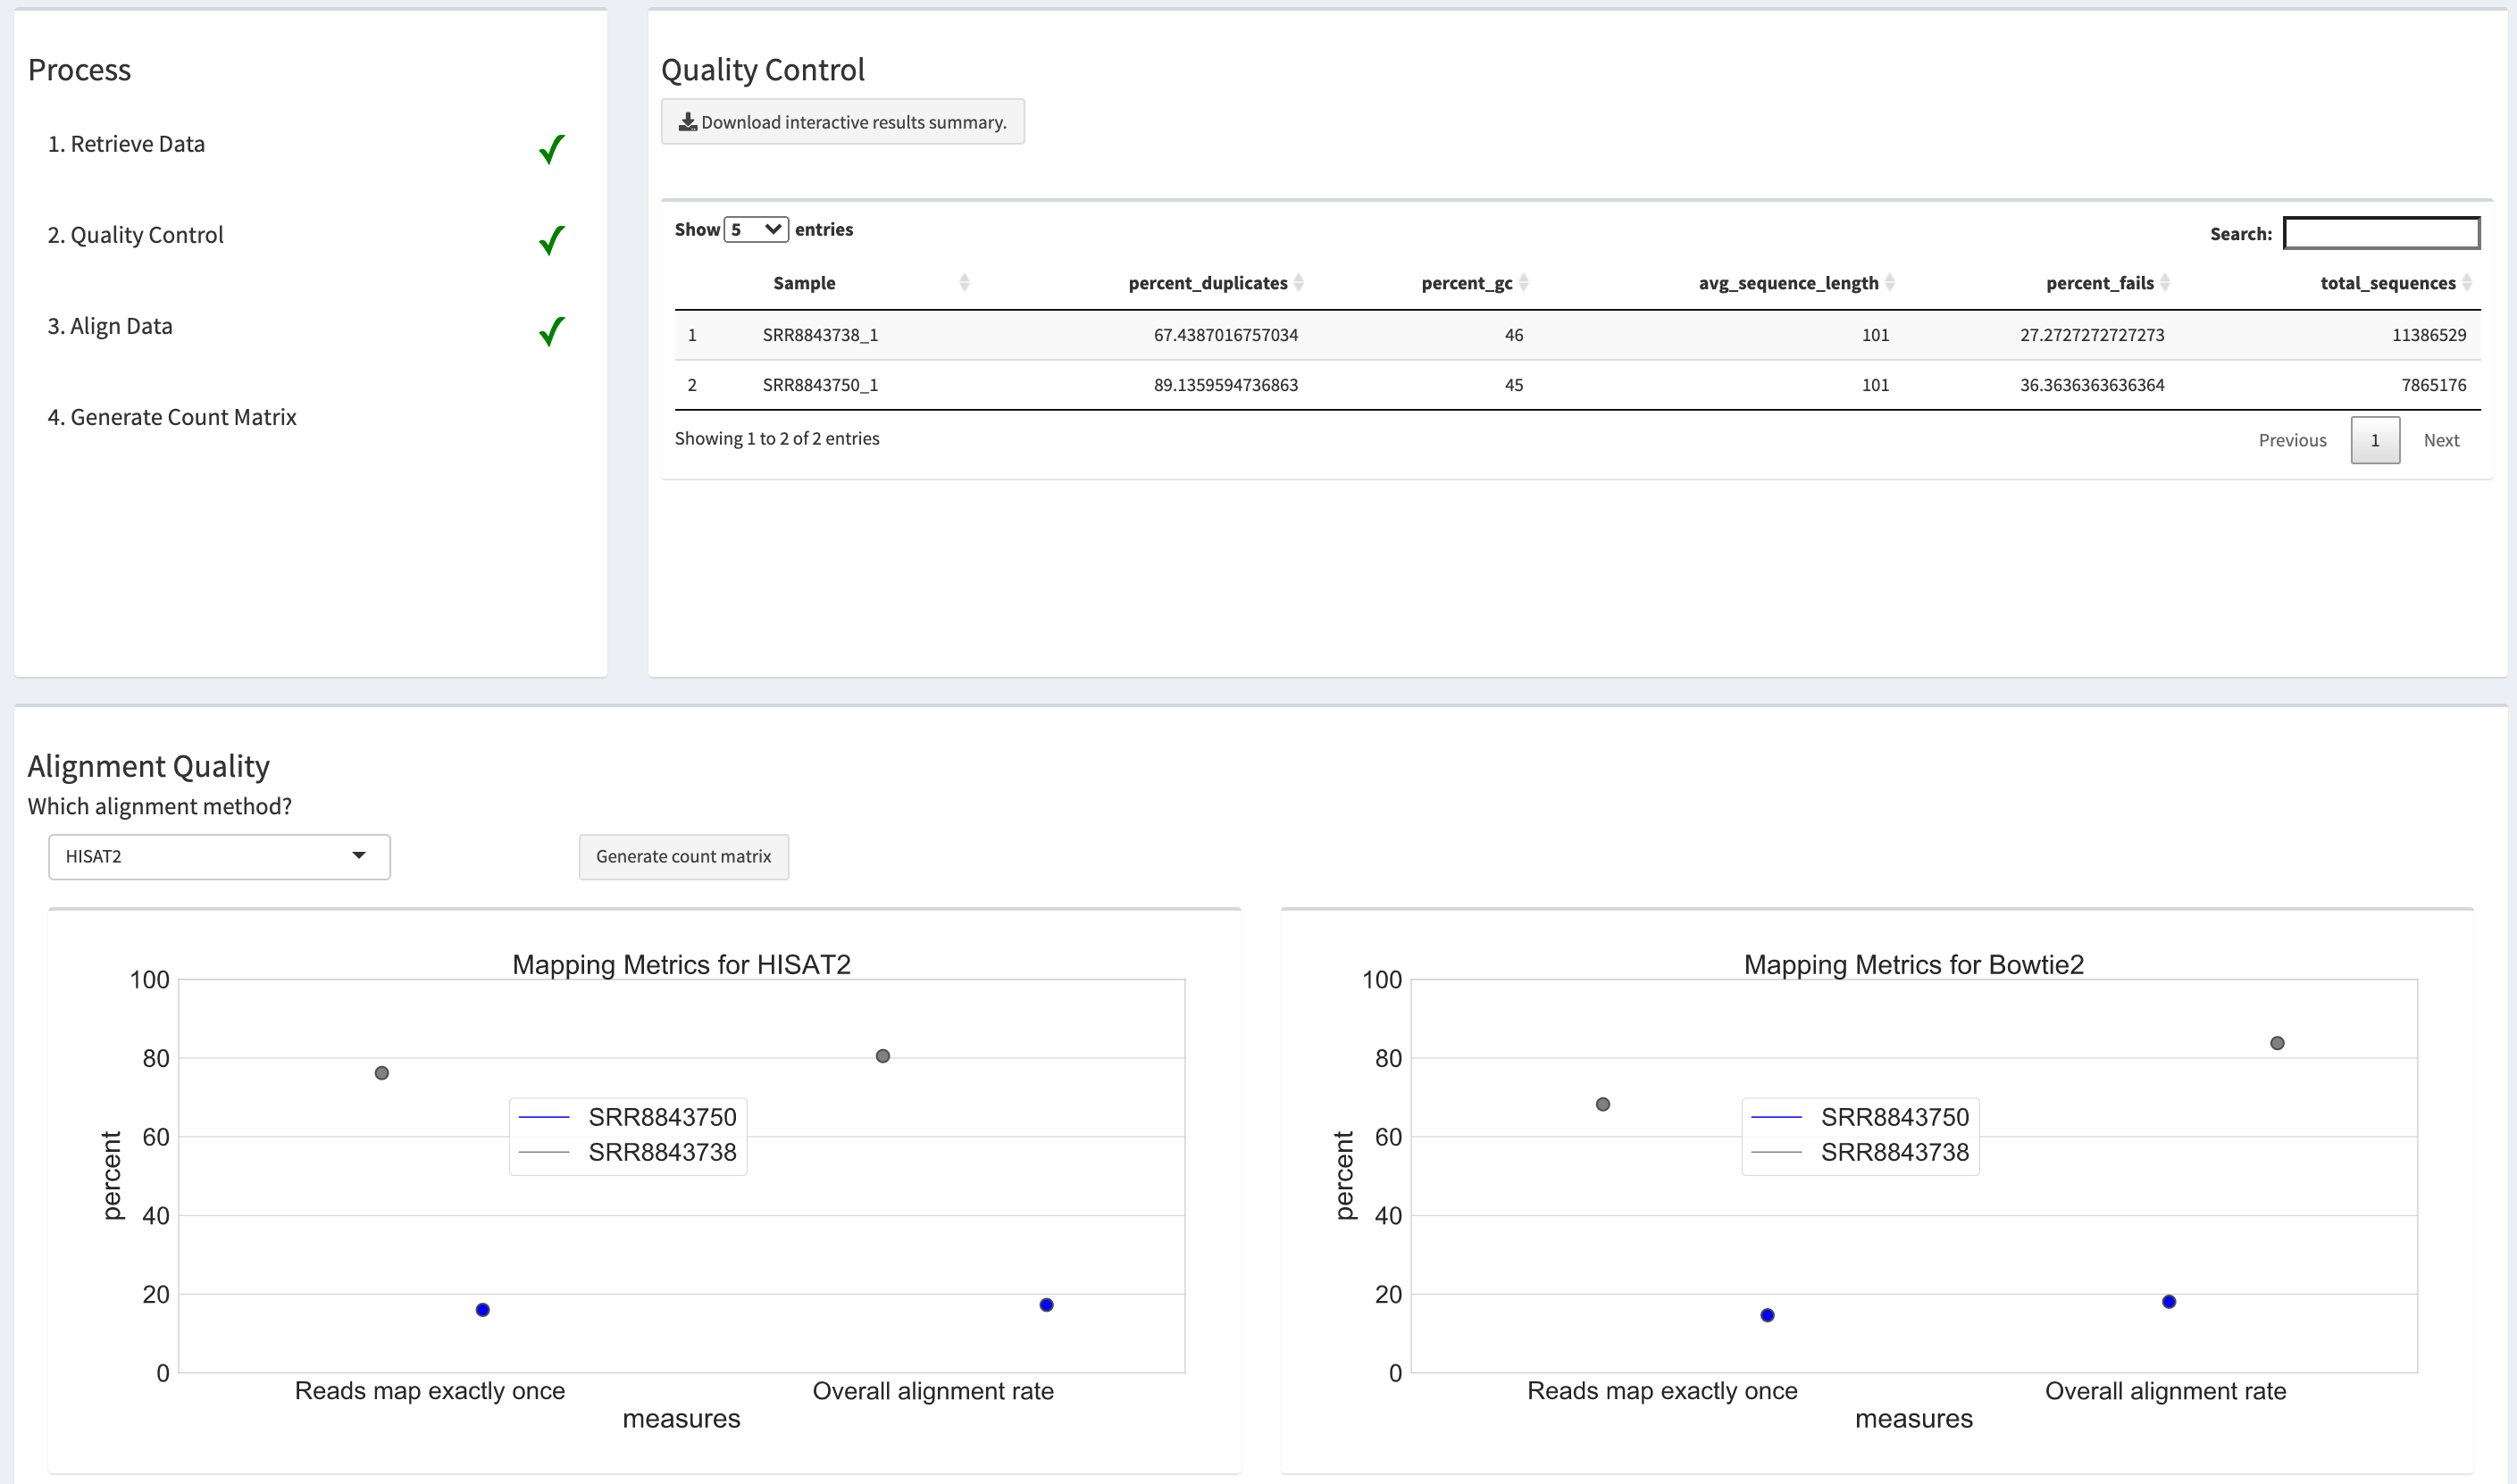 Process
1. Retrieve Data
2. Quality Control
3. Align Data
4. Generate Count Matrix
Quality Control
Download interactive results summary.
Show 5 entries
Search:
Sample percent_duplicates percent_gc avg_sequence_length percent_fails total_sequences
1 SRR8843738_1 67.4387016757034 46 101 27.2727272727273 11386529
2 SRR8843750_1 89.1359594736863 45 101 36.3636363636364 7865176
Showing 1 to 2 of 2 entries
Previous 1 Next
Alignment Quality
Which alignment method?
HISAT2
Generate count matrix
Mapping Metrics for HISAT2
100
80
60
40
20
0
percent
SRR8843750
SRR8843738
Reads map exactly once Overall alignment rate
measures
Mapping Metrics for Bowtie2
100
80
60
40
20
0
percent
SRR8843750
SRR8843738
Reads map exactly once Overall alignment rate
measures